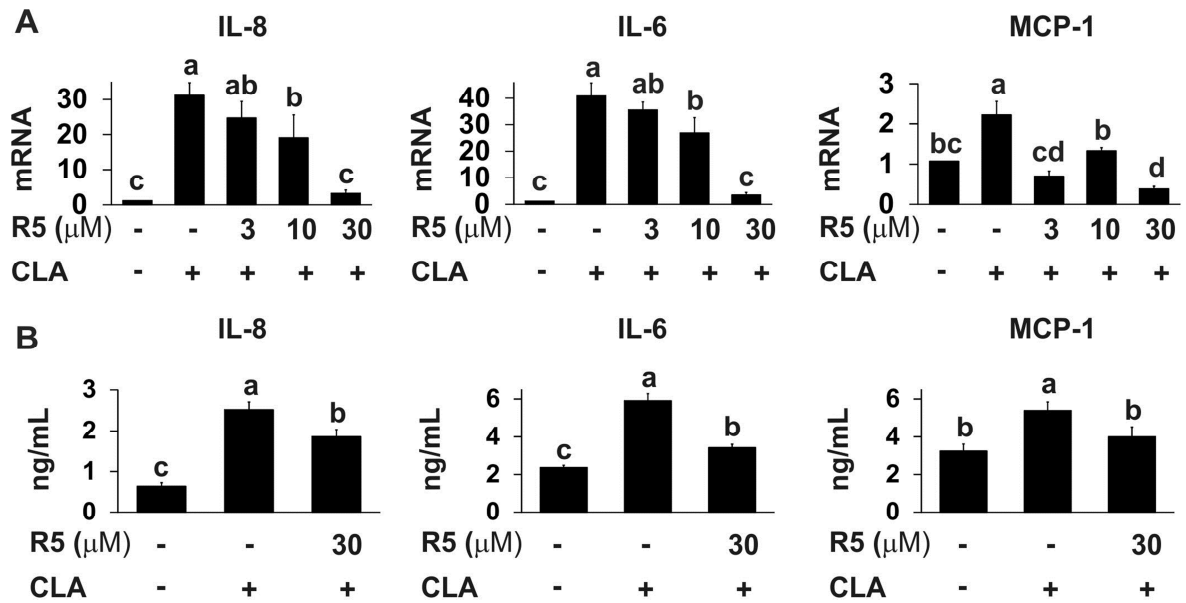 A IL-8 IL-6 MCP-1
mRNA 30 20 10 0 c a ab b c
mRNA 40 30 20 10 0 c a ab b c
mRNA 3 2 1 0 bc a cd b d
R5 (μM) - - 3 10 30 R5 (μM) - - 3 10 30 R5 (μM) - - 3 10 30
CLA - + + + + CLA - + + + + CLA - + + + +
B IL-8 IL-6 MCP-1
ng/mL 3 2 1 0 c a b
ng/mL 6 4 2 0 c a b
ng/mL 6 4 2 0 b a b
R5 (μM) - - 30 R5 (μM) - - 30 R5 (μM) - - 30
CLA - + + CLA - + + CLA - + +